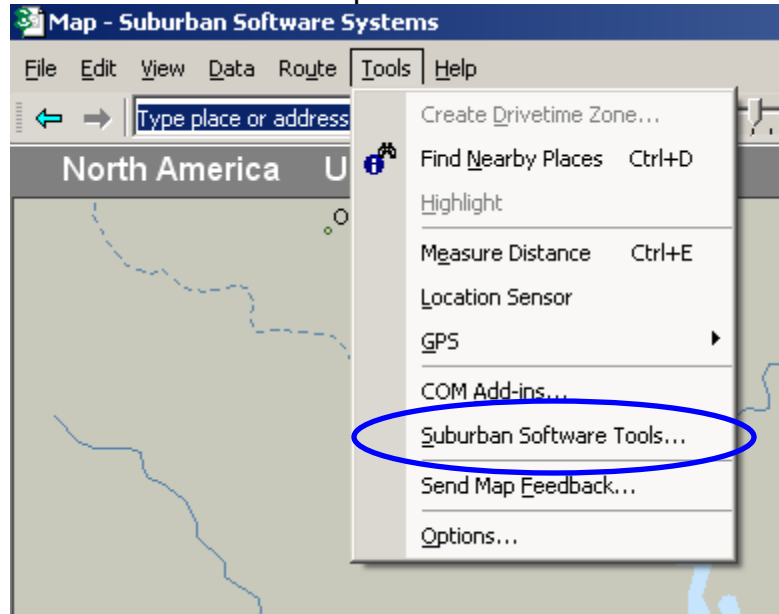 Map - Suburban Software Systems
File Edit View Data Route Tools Help
Type place or address
Create Drivetime Zone...
North America U
Find Nearby Places Ctrl+D
O
Highlight
Measure Distance Ctrl+E
Location Sensor
GPS
COM Add-ins...
Suburban Software Tools...
Send Map Feedback...
Options...